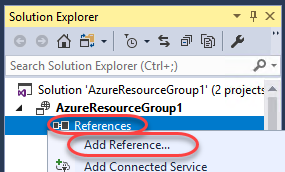 Solution Explorer
Search Solution Explorer (Ctrl+;)
Solution 'AzureResourceGroup1' (2 projects
AzureResourceGroup1
References
Add Reference...
Add Connected Service